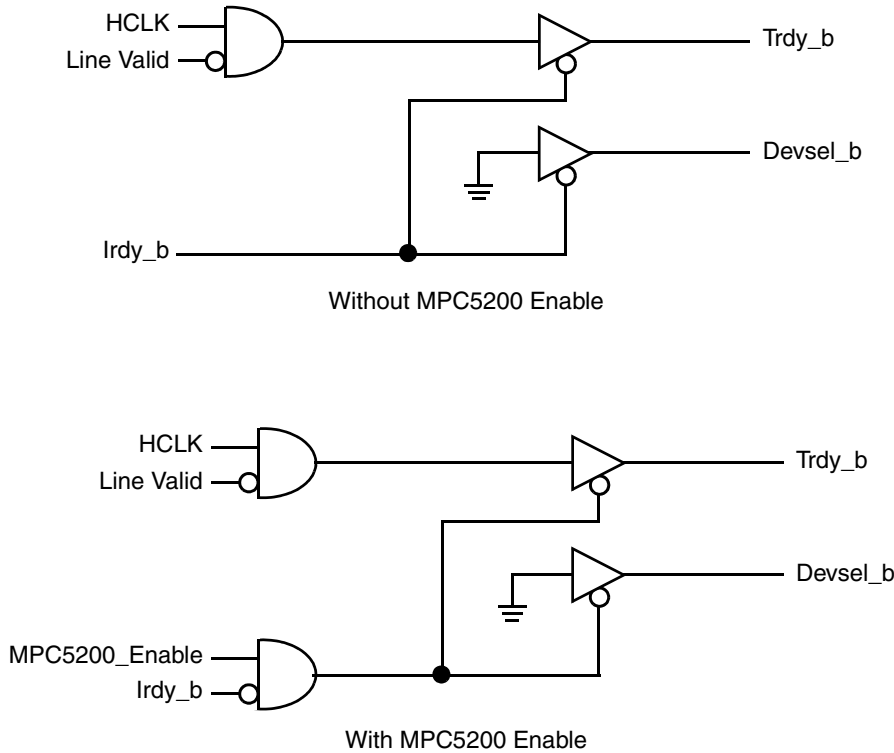 HCLK
Line Valid
Trdy_b
Devsel_b
Irdy_b
Without MPC5200 Enable
HCLK
Line Valid
Trdy_b
Devsel_b
MPC5200_Enable
Irdy_b
With MPC5200 Enable